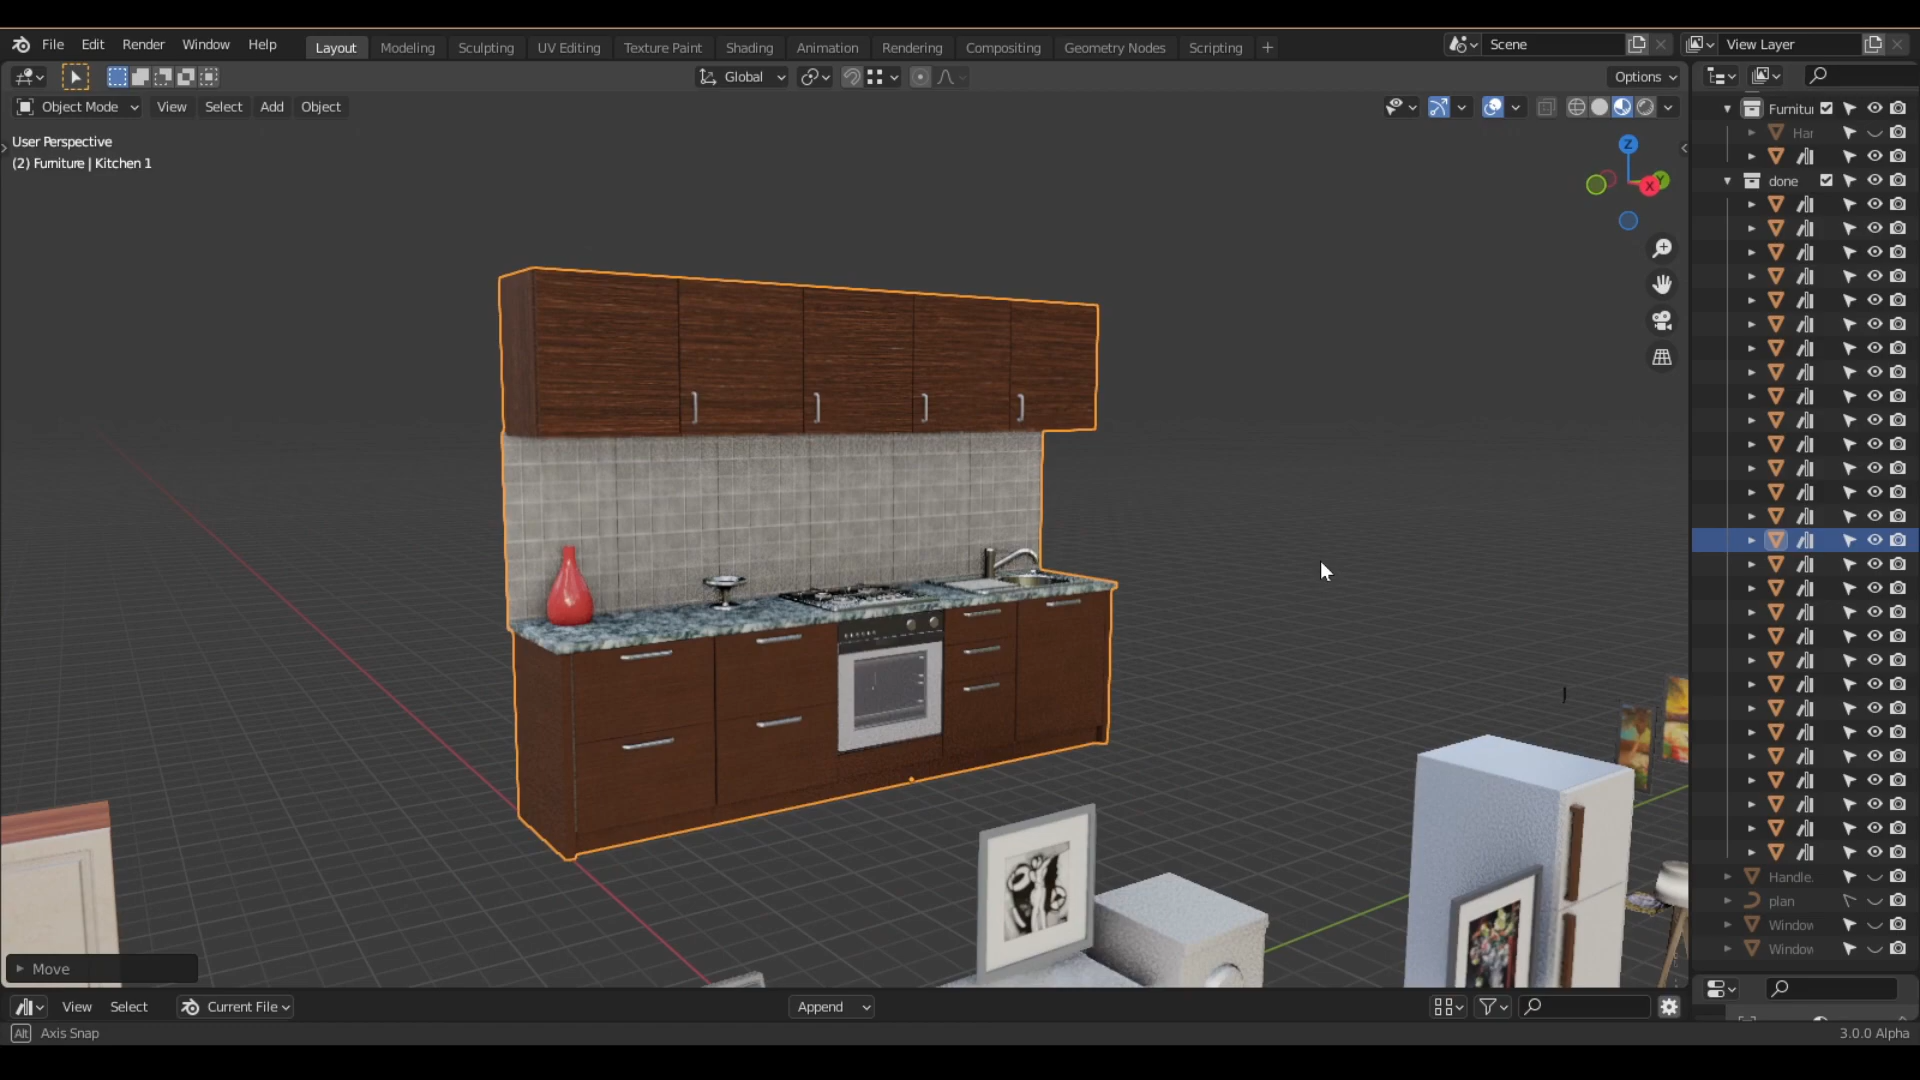 File Edit Render Window Help Layout Modeling Sculpting UV Editing Texture Paint Shading Animation Rendering Compositing Geometry Nodes Scripting + Scene View Layer
Global Options
Object Mode View Select Add Object
User Perspective
(2) Furniture | Kitchen 1
Z
Y
X
Furnitu
Har
done
Handle.
plan
Window
Window
Move
View Select Current File Append
Alt Axis Snap 3.0.0 Alpha